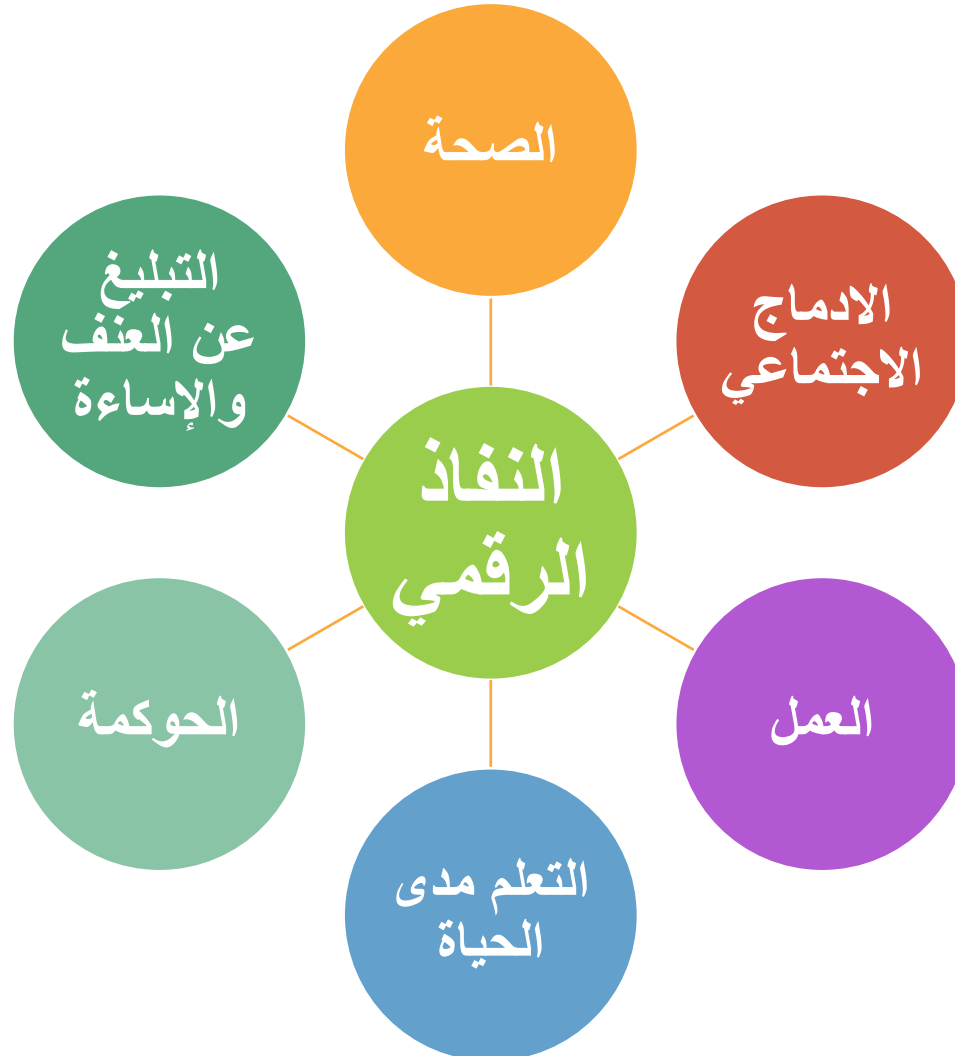 الصحة
الادماج
الاجتماعي
التبليغ
عن العنف
والإساءة
النفاذ
الرقمي
العمل
الحوكمة
التعلم مدى
الحياة